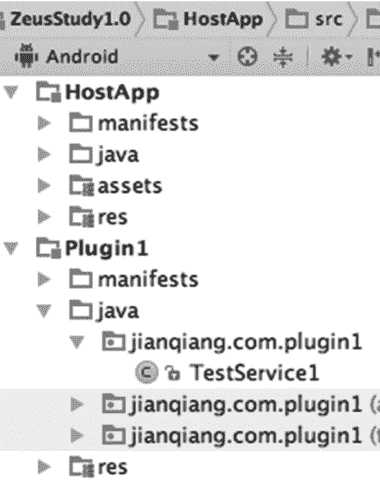 ZeusStudy1.0 HostApp src
Android
HostApp
manifests
java
assets
res
Plugin1
manifests
java
jianqiang.com.plugin1
TestService1
jianqiang.com.plugin1 (a
jianqiang.com.plugin1 (t
res